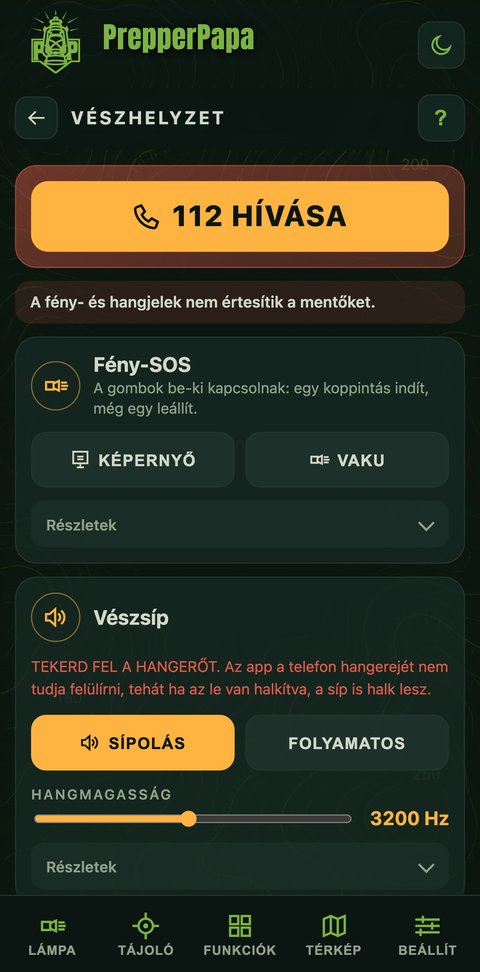 PrepperPapa
VÉSZHELYZET
?
200
112 HÍVÁSA
A fény- és hangjelek nem értesítik a mentőket.
Fény-SOS
A gombok be-ki kapcsolnak: egy koppintás indít,
még egy leállít.
KÉPERNYŐ
VAKU
Részletek
Vészsíp
TEKERD FEL A HANGERŐT. Az app a telefon hangerejét nem
tudja felülírni, tehát ha az le van halkítva, a síp is halk lesz.
SÍPOLÁS
FOLYAMATOS
250
HANGMAGASSÁG
3200 Hz
Részletek
LÁMPA
TÁJOLÓ
FUNKCIÓK
TÉRKÉP
BEÁLLÍT